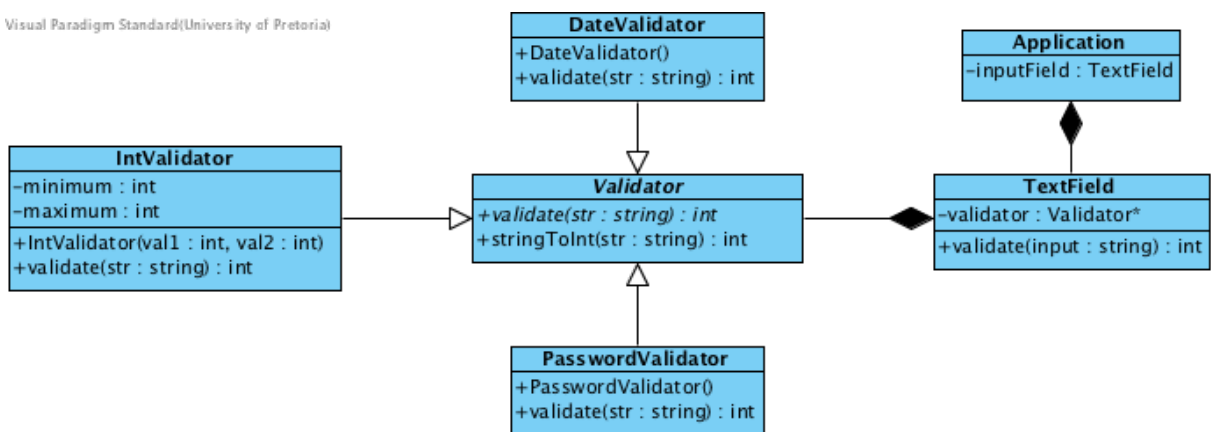 Visual Paradigm Standard(University of Pretoria)
DateValidator
+DateValidator()
+validate(str : string) : int
Application
-inputField : TextField
IntValidator
-minimum : int
-maximum : int
+IntValidator(val1 : int, val2 : int)
+validate(str : string) : int
Validator
+validate(str : string) : int
+stringToInt(str : string) : int
TextField
-validator : Validator*
+validate(input : string) : int
PasswordValidator
+PasswordValidator()
+validate(str : string) : int